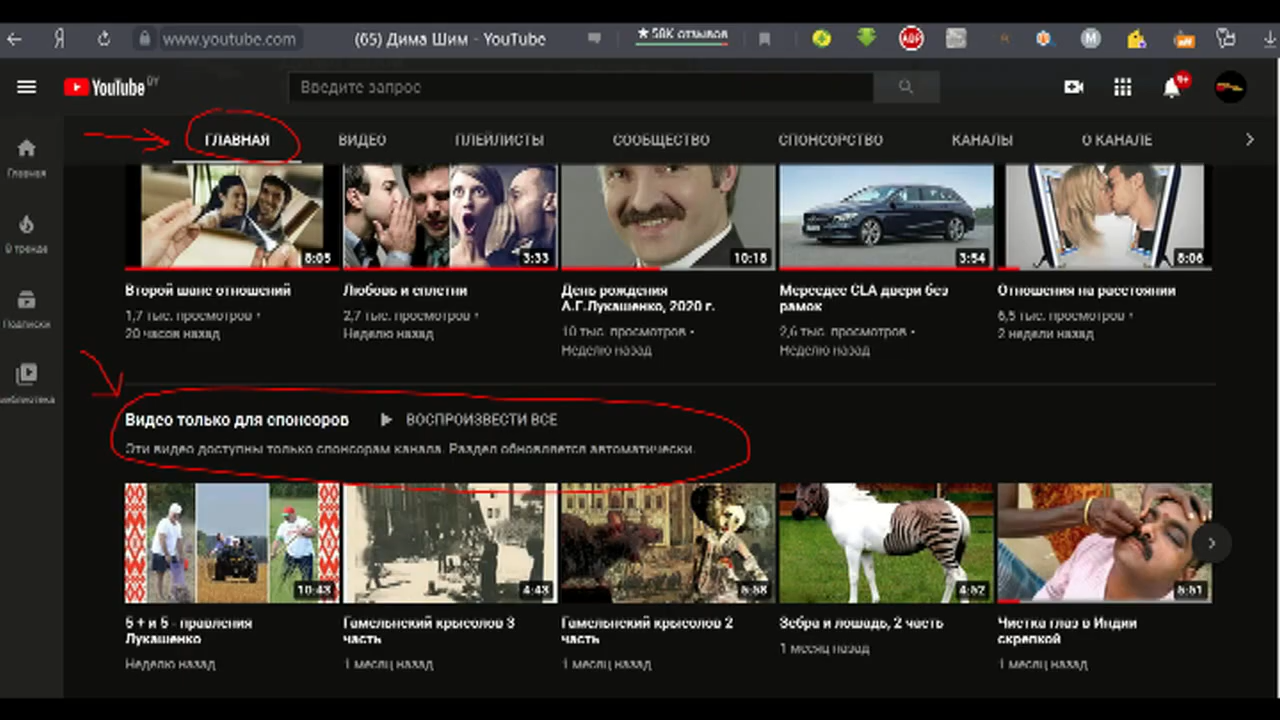 www.youtube.com
(65) Дима Шим - YouTube
★ 58K отзывов
ABP
M
YouTube BY
Введите запрос
9+
ГЛАВНАЯ
ВИДЕО
ПЛЕЙЛИСТЫ
СООБЩЕСТВО
СПОНСОРСТВО
КАНАЛЫ
О КАНАЛЕ
Главная
В тренде
Подписки
8:05
3:33
10:18
3:54
8:06
Второй шанс отношений
1,7 тыс. просмотров •
20 часов назад
Любовь и сплетни
2,7 тыс. просмотров •
Неделю назад
День рождения
А.Г.Лукашенко, 2020 г.
10 тыс. просмотров •
Неделю назад
Мерседес CLA двери без
рамок
2,6 тыс. просмотров •
Неделю назад
Отношения на расстоянии
6,5 тыс. просмотров •
2 недели назад
Видео только для спонсоров
ВОСПРОИЗВЕСТИ ВСЕ
Эти видео доступны только спонсорам канала. Раздел обновляется автоматически.
10:43
4:43
5:58
4:52
5:51
5 + и 5 - правления
Лукашенко
Неделю назад
Гамельнский крысолов 3
часть
1 месяц назад
Гамельнский крысолов 2
часть
1 месяц назад
Зебра и лошадь, 2 часть
1 месяц назад
Чистка глаз в Индии
скрепкой
1 месяц назад